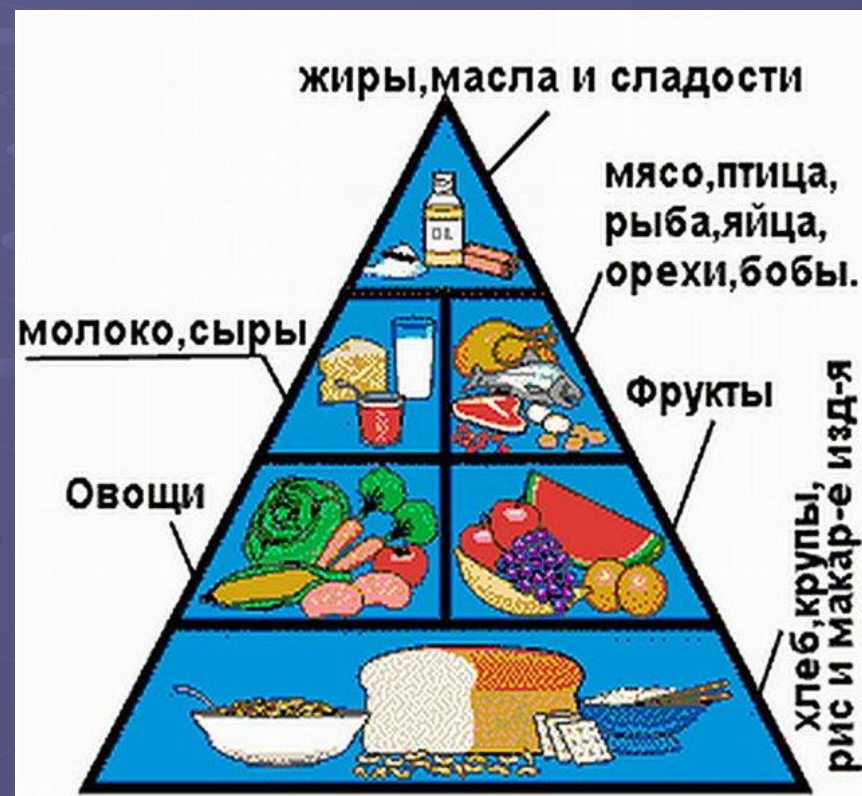 жиры,масла и сладости
мясо,птица,
рыба,яйца,
орехи,бобы.
молоко,сыры
Фрукты
Овощи
хлеб,крупы,
рис и макар-е изд-я
OIL